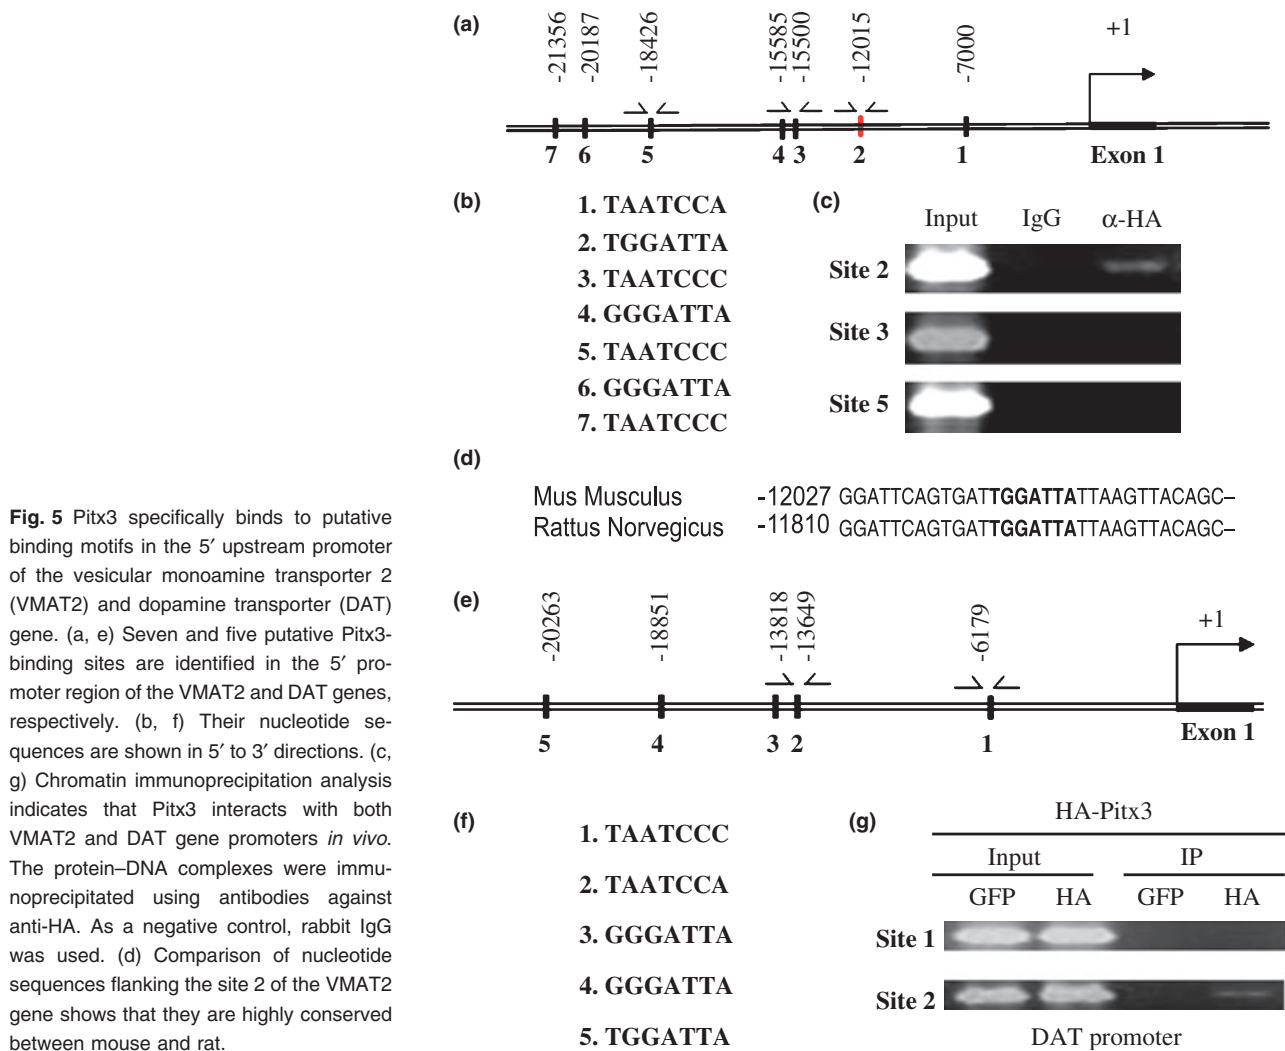 (a)
-21356 -20187 -18426 -15585 -15500 -12015 -7000 +1
7 6 5 4 3 2 1 Exon 1
(b)
1. TAATCCA
2. TGGATTA
3. TAATCCC
4. GGGATTA
5. TAATCCC
6. GGGATTA
7. TAATCCC
(c)
Input IgG α-HA
Site 2
Site 3
Site 5
(d)
Mus Musculus -12027 GGATTCAGTGATTGGATTATTAAGTTACAGC–
Rattus Norvegicus -11810 GGATTCAGTGATTGGATTATTAAGTTACAGC–
Fig. 5 Pitx3 specifically binds to putative
binding motifs in the 5′ upstream promoter
of the vesicular monoamine transporter 2
(VMAT2) and dopamine transporter (DAT)
gene. (a, e) Seven and five putative Pitx3-
binding sites are identified in the 5′ pro-
moter region of the VMAT2 and DAT genes,
respectively. (b, f) Their nucleotide se-
quences are shown in 5′ to 3′ directions. (c,
g) Chromatin immunoprecipitation analysis
indicates that Pitx3 interacts with both
VMAT2 and DAT gene promoters in vivo.
The protein–DNA complexes were immu-
noprecipitated using antibodies against
anti-HA. As a negative control, rabbit IgG
was used. (d) Comparison of nucleotide
sequences flanking the site 2 of the VMAT2
gene shows that they are highly conserved
between mouse and rat.
(e)
-20263 -18851 -13818 -13649 -6179 +1
5 4 3 2 1 Exon 1
(f)
1. TAATCCC
2. TAATCCA
3. GGGATTA
4. GGGATTA
5. TGGATTA
(g)
HA-Pitx3
Input IP
GFP HA GFP HA
Site 1
Site 2
DAT promoter